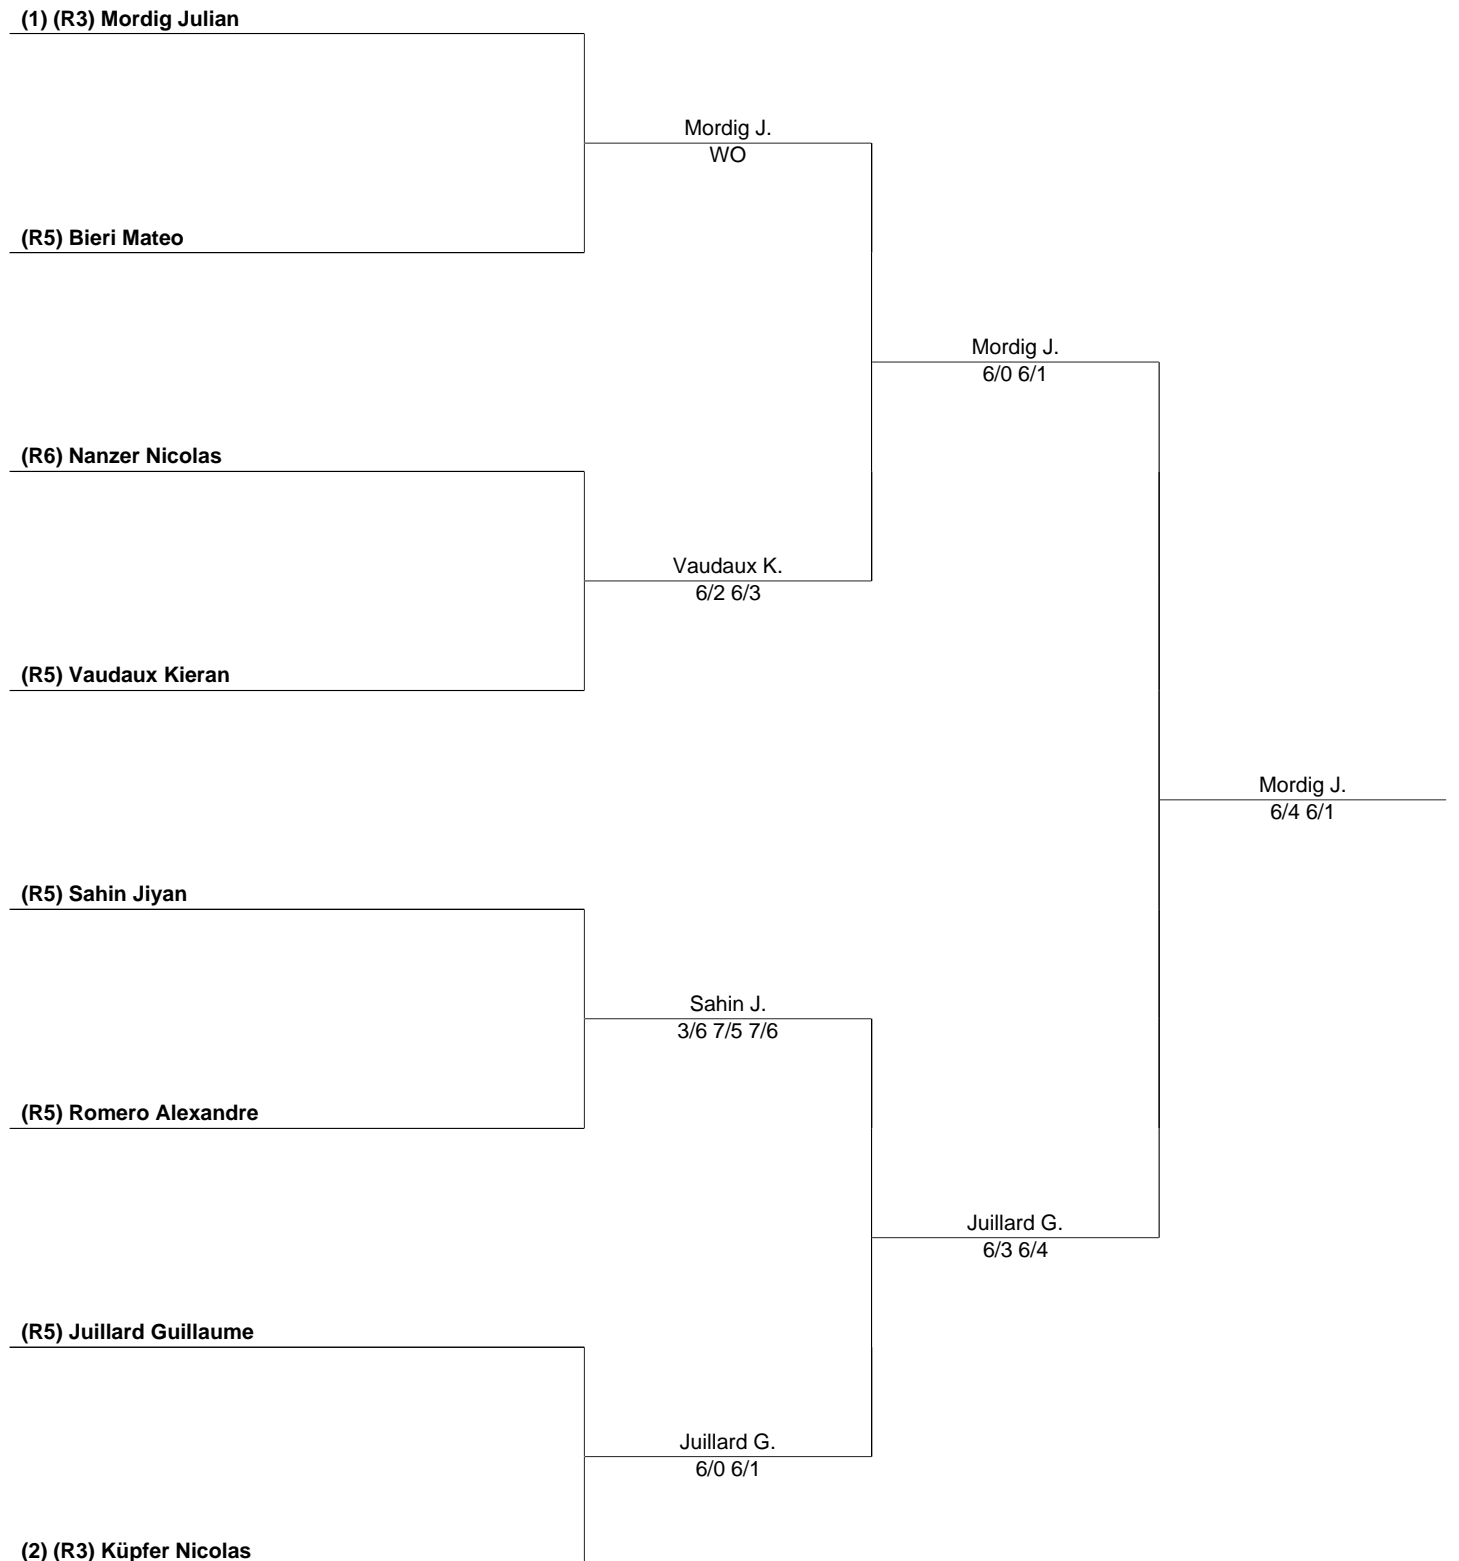 (1) (R3) Mordig Julian
Mordig J.
WO
(R5) Bieri Mateo
Mordig J.
6/0 6/1
(R6) Nanzer Nicolas
Vaudaux K.
6/2 6/3
(R5) Vaudaux Kieran
Mordig J.
6/4 6/1
(R5) Sahin Jiyan
Sahin J.
3/6 7/5 7/6
(R5) Romero Alexandre
Juillard G.
6/3 6/4
(R5) Juillard Guillaume
Juillard G.
6/0 6/1
(2) (R3) Küpfer Nicolas